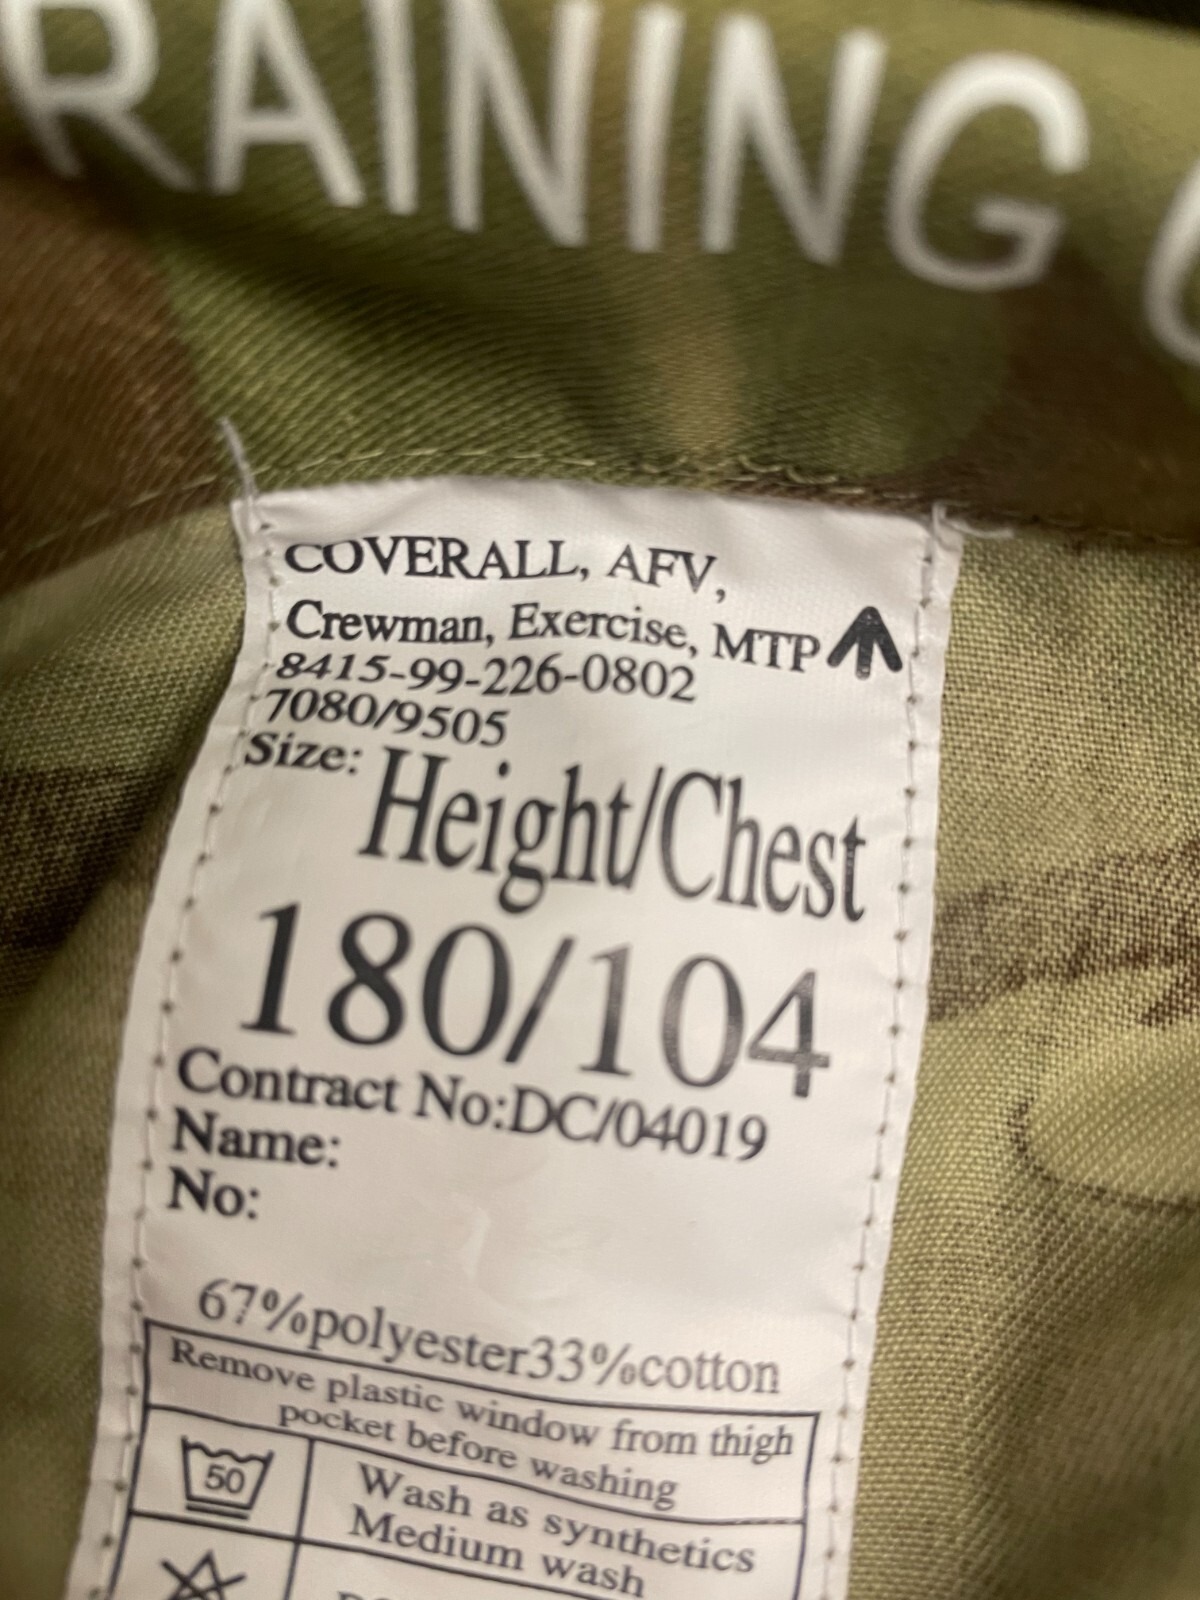 RAINING
COVERALL, AFV,
Crewman, Exercise, MTP
8415-99-226-0802
7080/9505
Size: Height/Chest
180/104
Contract No:DC/04019
Name:
No:
67%polyester33%cotton
Remove plastic window from thigh
pocket before washing
50
Wash as synthetics
Medium wash